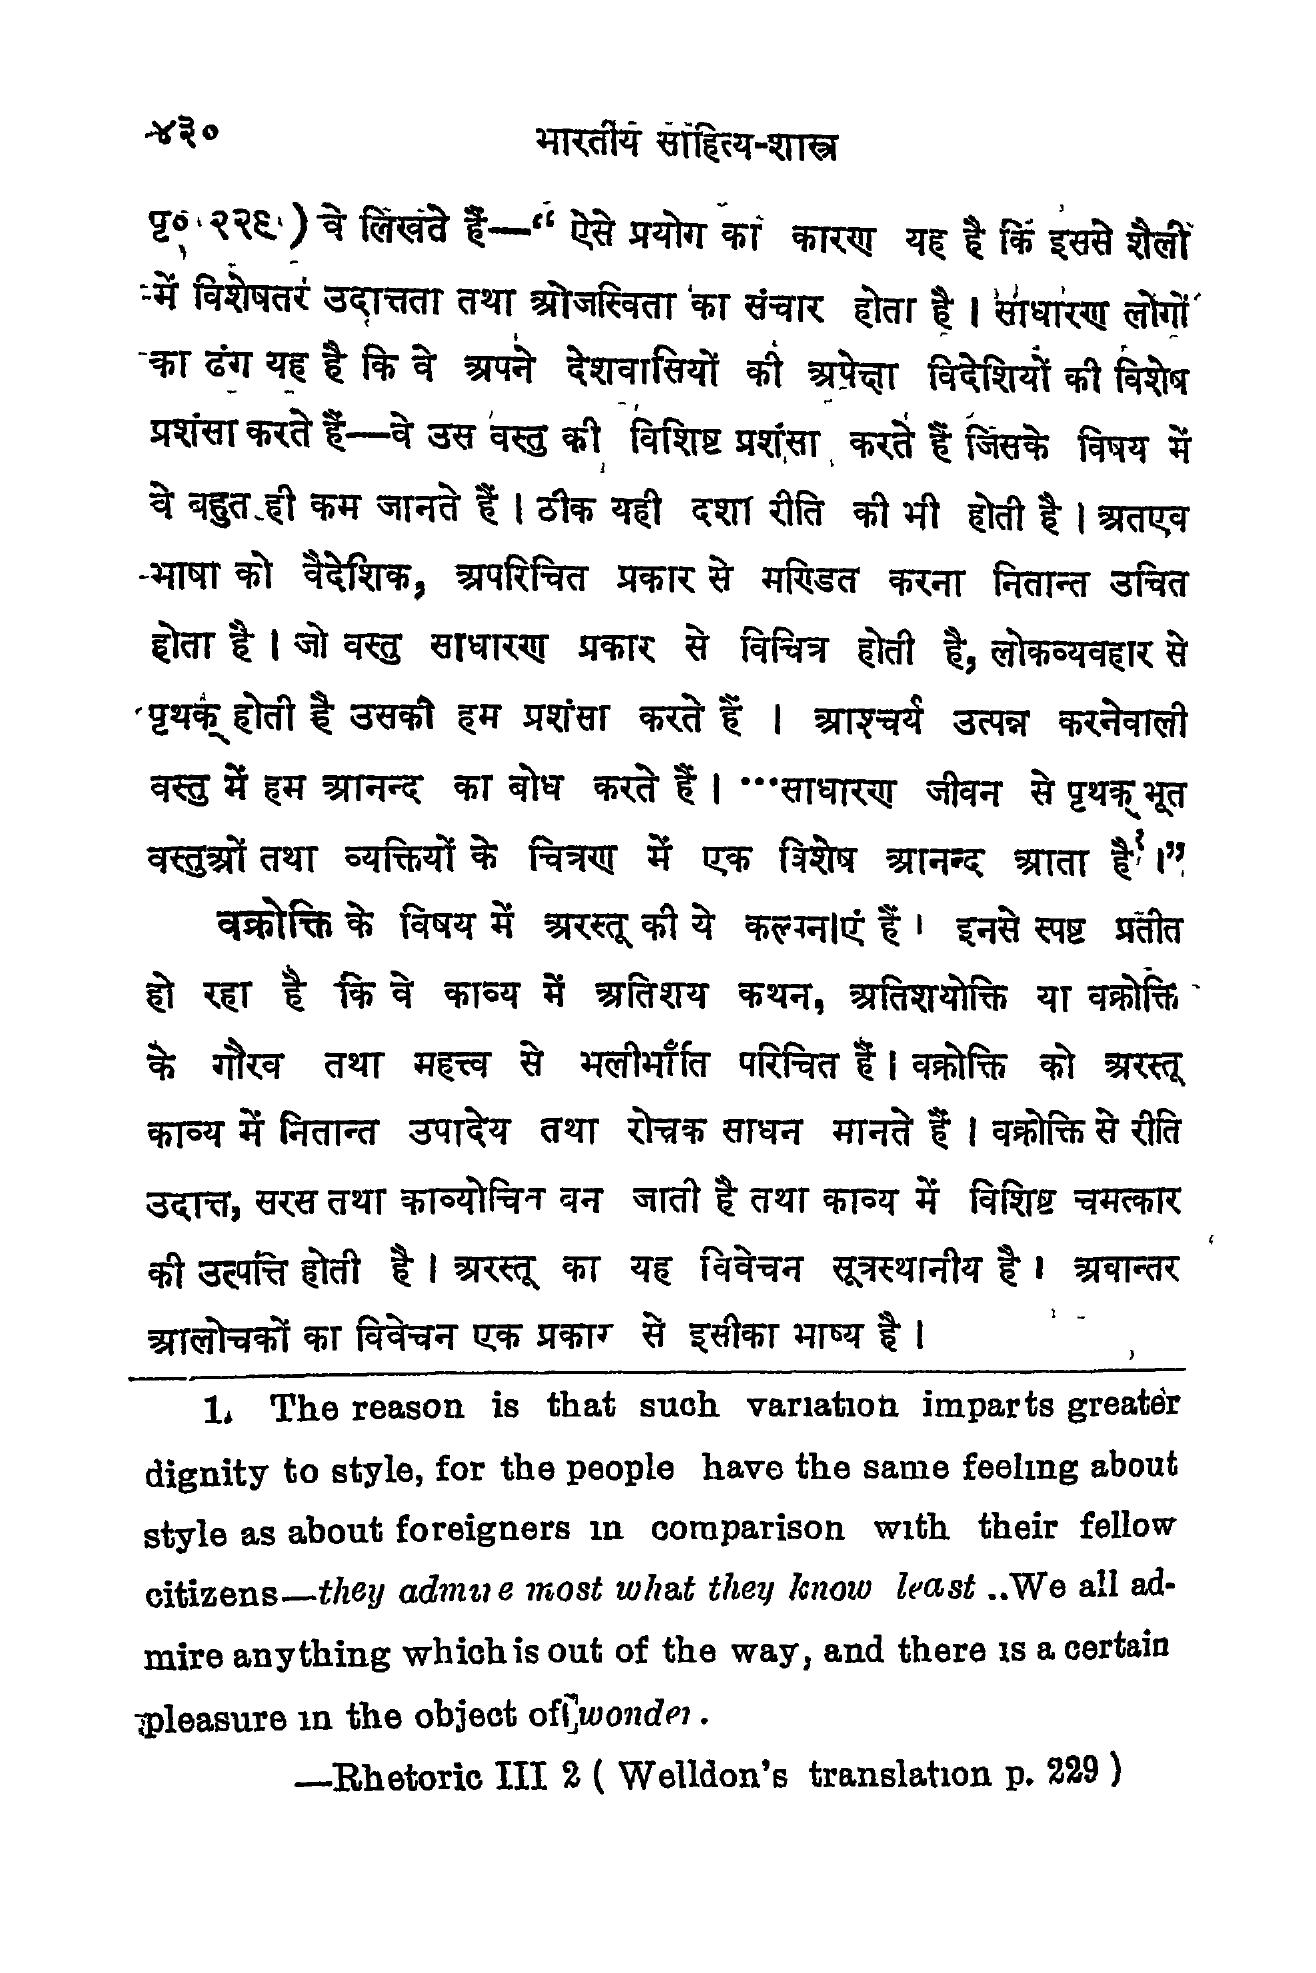 ४३०
भारतीय साहित्य-शास्त्र
पृ० २२९) वे लिखते हैं—“ ऐसे प्रयोग का कारण यह है कि इससे शैली
में विशेषतर उदात्तता तथा ओजस्विता का संचार होता है । साधारण लोगों
का ढंग यह है कि वे अपने देशवासियों की अपेक्षा विदेशियों की विशेष
प्रशंसा करते हैं—वे उस वस्तु की विशिष्ट प्रशंसा करते हैं जिसके विषय में
वे बहुत ही कम जानते हैं । ठीक यही दशा रीति की भी होती है । अतएव
भाषा को वैदेशिक, अपरिचित प्रकार से मण्डित करना नितान्त उचित
होता है । जो वस्तु साधारण प्रकार से विचित्र होती है, लोकव्यवहार से
पृथक् होती है उसकी हम प्रशंसा करते हैं । आश्चर्य उत्पन्न करनेवाली
वस्तु में हम आनन्द का बोध करते हैं । ···साधारण जीवन से पृथक् भूत
वस्तुओं तथा व्यक्तियों के चित्रण में एक विशेष आनन्द आता है१ ।”
वक्रोक्ति के विषय में अरस्तू की ये कल्पनाएं हैं । इनसे स्पष्ट प्रतीत
हो रहा है कि वे काव्य में अतिशय कथन, अतिशयोक्ति या वक्रोक्ति
के गौरव तथा महत्त्व से भलीभाँति परिचित हैं । वक्रोक्ति को अरस्तू
काव्य में नितान्त उपादेय तथा रोचक साधन मानते हैं । वक्रोक्ति से रीति
उदात्त, सरस तथा काव्योचित बन जाती है तथा काव्य में विशिष्ट चमत्कार
की उत्पत्ति होती है । अरस्तू का यह विवेचन सूत्रस्थानीय है । अवान्तर
आलोचकों का विवेचन एक प्रकार से इसीका भाष्य है ।
1. The reason is that such variation imparts greater
dignity to style, for the people have the same feeling about
style as about foreigners in comparison with their fellow
citizens—they admire most what they know least ..We all ad-
mire anything which is out of the way, and there is a certain
pleasure in the object of wonder.
—Rhetoric III 2 ( Welldon's translation p. 229 )